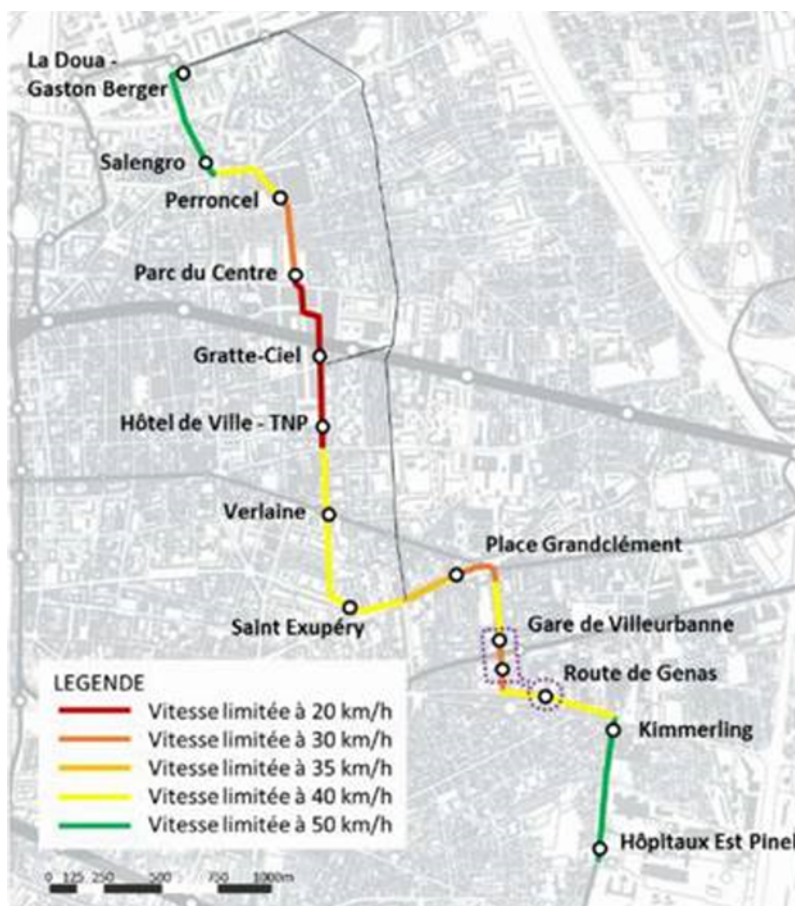 La Doua -
Gaston Berger
Salengro
Perroncel
Parc du Centre
Gratte-Ciel
Hôtel de Ville - TNP
Verlaine
Place Grandclément
Saint Exupéry
Gare de Villeurbanne
Route de Genas
Kimmerling
Hôpitaux Est Pinel
LEGENDE
Vitesse limitée à 20 km/h
Vitesse limitée à 30 km/h
Vitesse limitée à 35 km/h
Vitesse limitée à 40 km/h
Vitesse limitée à 50 km/h
0 125 250 500 750 1000m